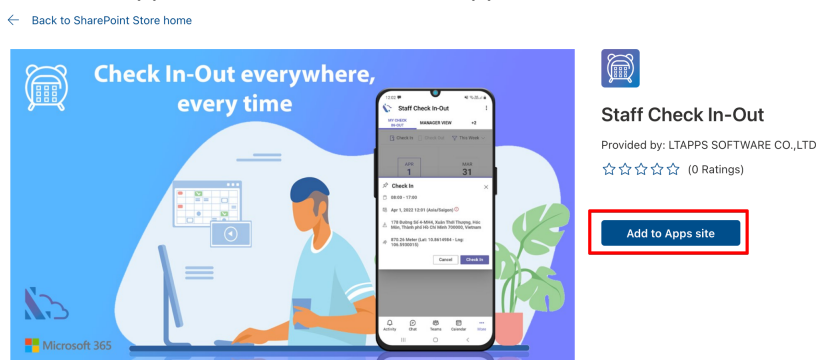 Back to SharePoint Store home
Check In-Out everywhere,
every time
Staff Check In-Out
MY CHECK
IN-OUT
MANAGER VIEW
+2
Check in
This Week
APR
1
MAR
31
Check In
08:00 - 17:00
Apr 1, 2022 12:01 (Asia/Saigon)
Cancel
Check In
Activity
Chat
Teams
Calendar
More
Microsoft 365
Staff Check In-Out
Provided by: LTAPPS SOFTWARE CO.,LTD
(0 Ratings)
Add to Apps site